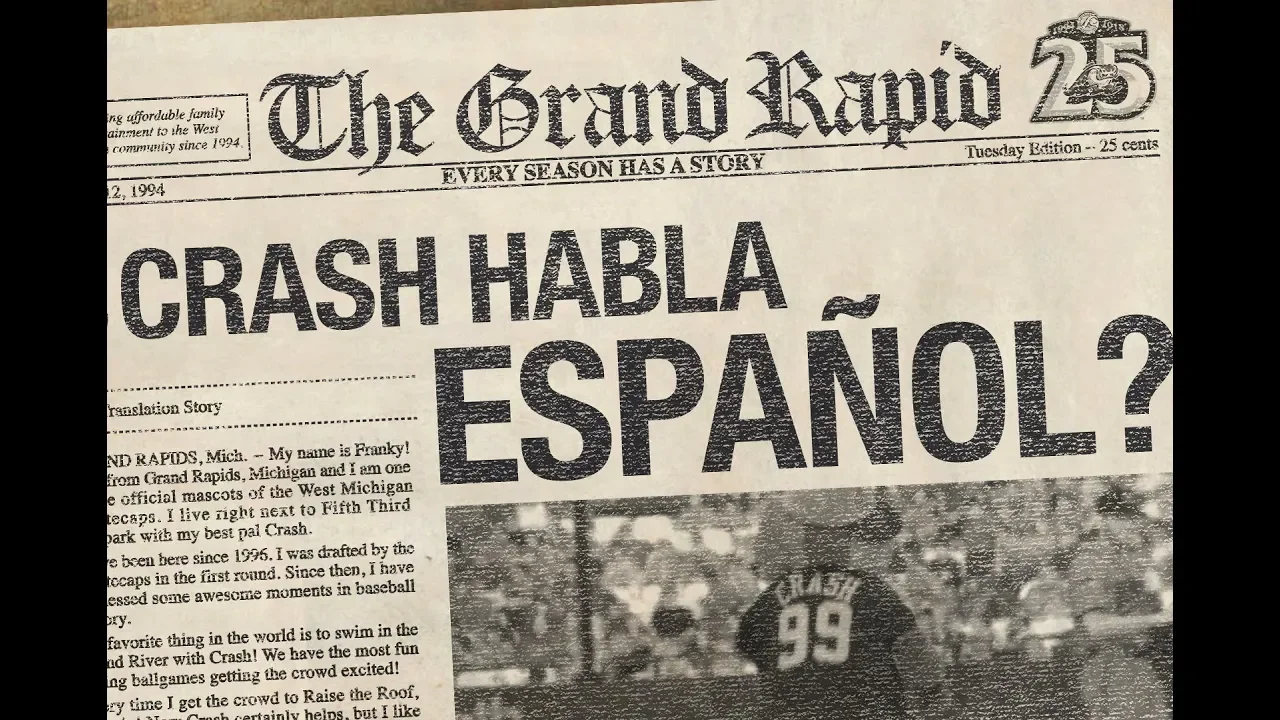 The Grand Rapid
25
ing affordable family
ainment to the West
community since 1994.
EVERY SEASON HAS A STORY
Tuesday Edition -- 25 cents
12, 1994
CRASH HABLA
ESPAÑOL?
Translation Story
ND RAPIDS, Mich. – My name is Franky!
from Grand Rapids, Michigan and I am one
e official mascots of the West Michigan
tecaps. I live right next to Fifth Third
park with my best pal Crash.
ve been here since 1996. I was drafted by the
tecaps in the first round. Since then, I have
essed some awesome moments in baseball
ory.
favorite thing in the world is to swim in the
nd River with Crash! We have the most fun
ng ballgames getting the crowd excited!
ry time I get the crowd to Raise the Roof,
Crash certainly helps, but I like
CRASH
99